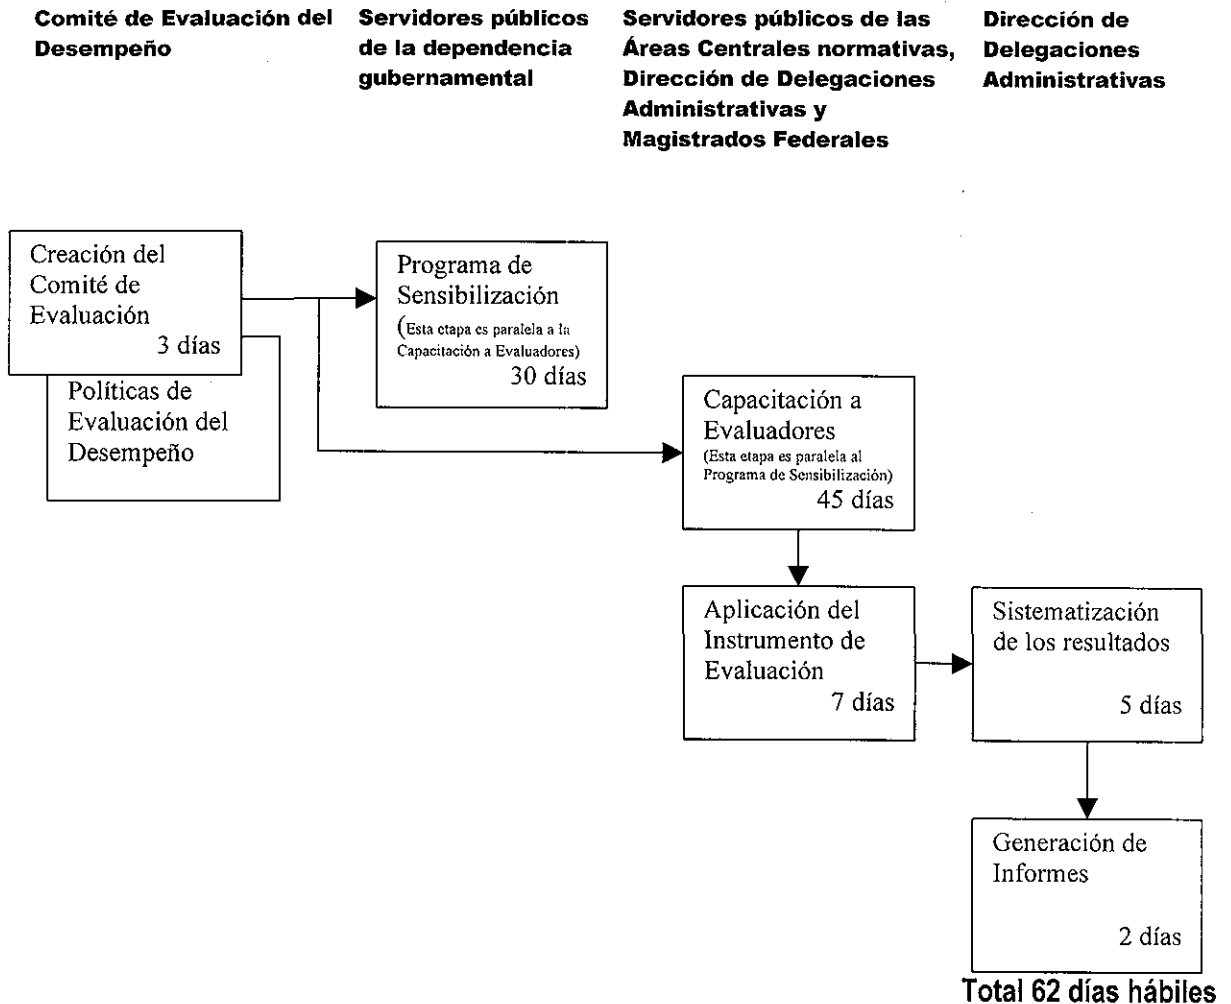 Comité de Evaluación del
Desempeño
Servidores públicos
de la dependencia
gubernamental
Servidores públicos de las
Áreas Centrales normativas,
Dirección de Delegaciones
Administrativas y
Magistrados Federales
Dirección de
Delegaciones
Administrativas
Creación del
Comité de
Evaluación
3 días
Políticas de
Evaluación del
Desempeño
Programa de
Sensibilización
(Esta etapa es paralela a la
Capacitación a Evaluadores)
30 días
Capacitación a
Evaluadores
(Esta etapa es paralela al
Programa de Sensibilización)
45 días
Aplicación del
Instrumento de
Evaluación
7 días
Sistematización
de los resultados
5 días
Generación de
Informes
2 días
Total 62 días hábiles